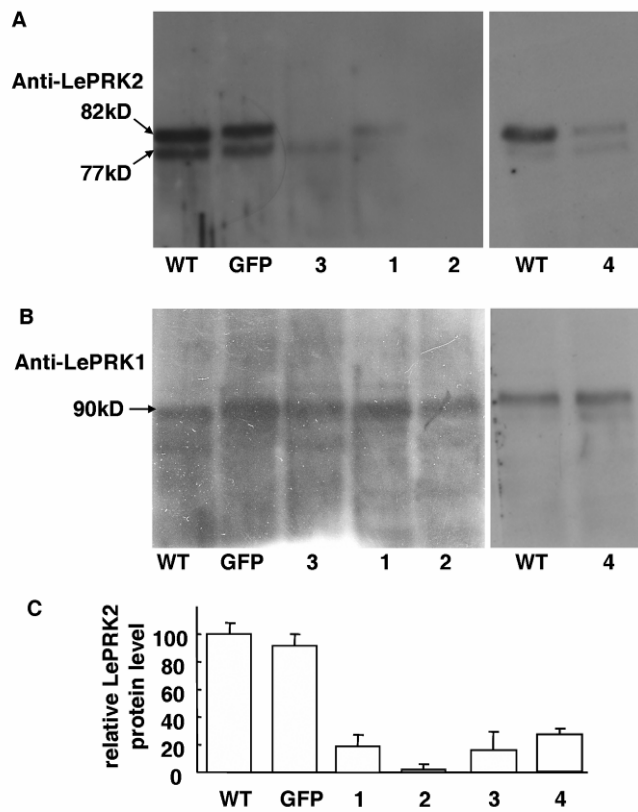 A
Anti-LePRK2
82kD
77kD
WT GFP 3 1 2 WT 4
B
Anti-LePRK1
90kD
WT GFP 3 1 2 WT 4
C
relative LePRK2
protein level
100
80
60
40
20
0
WT GFP 1 2 3 4